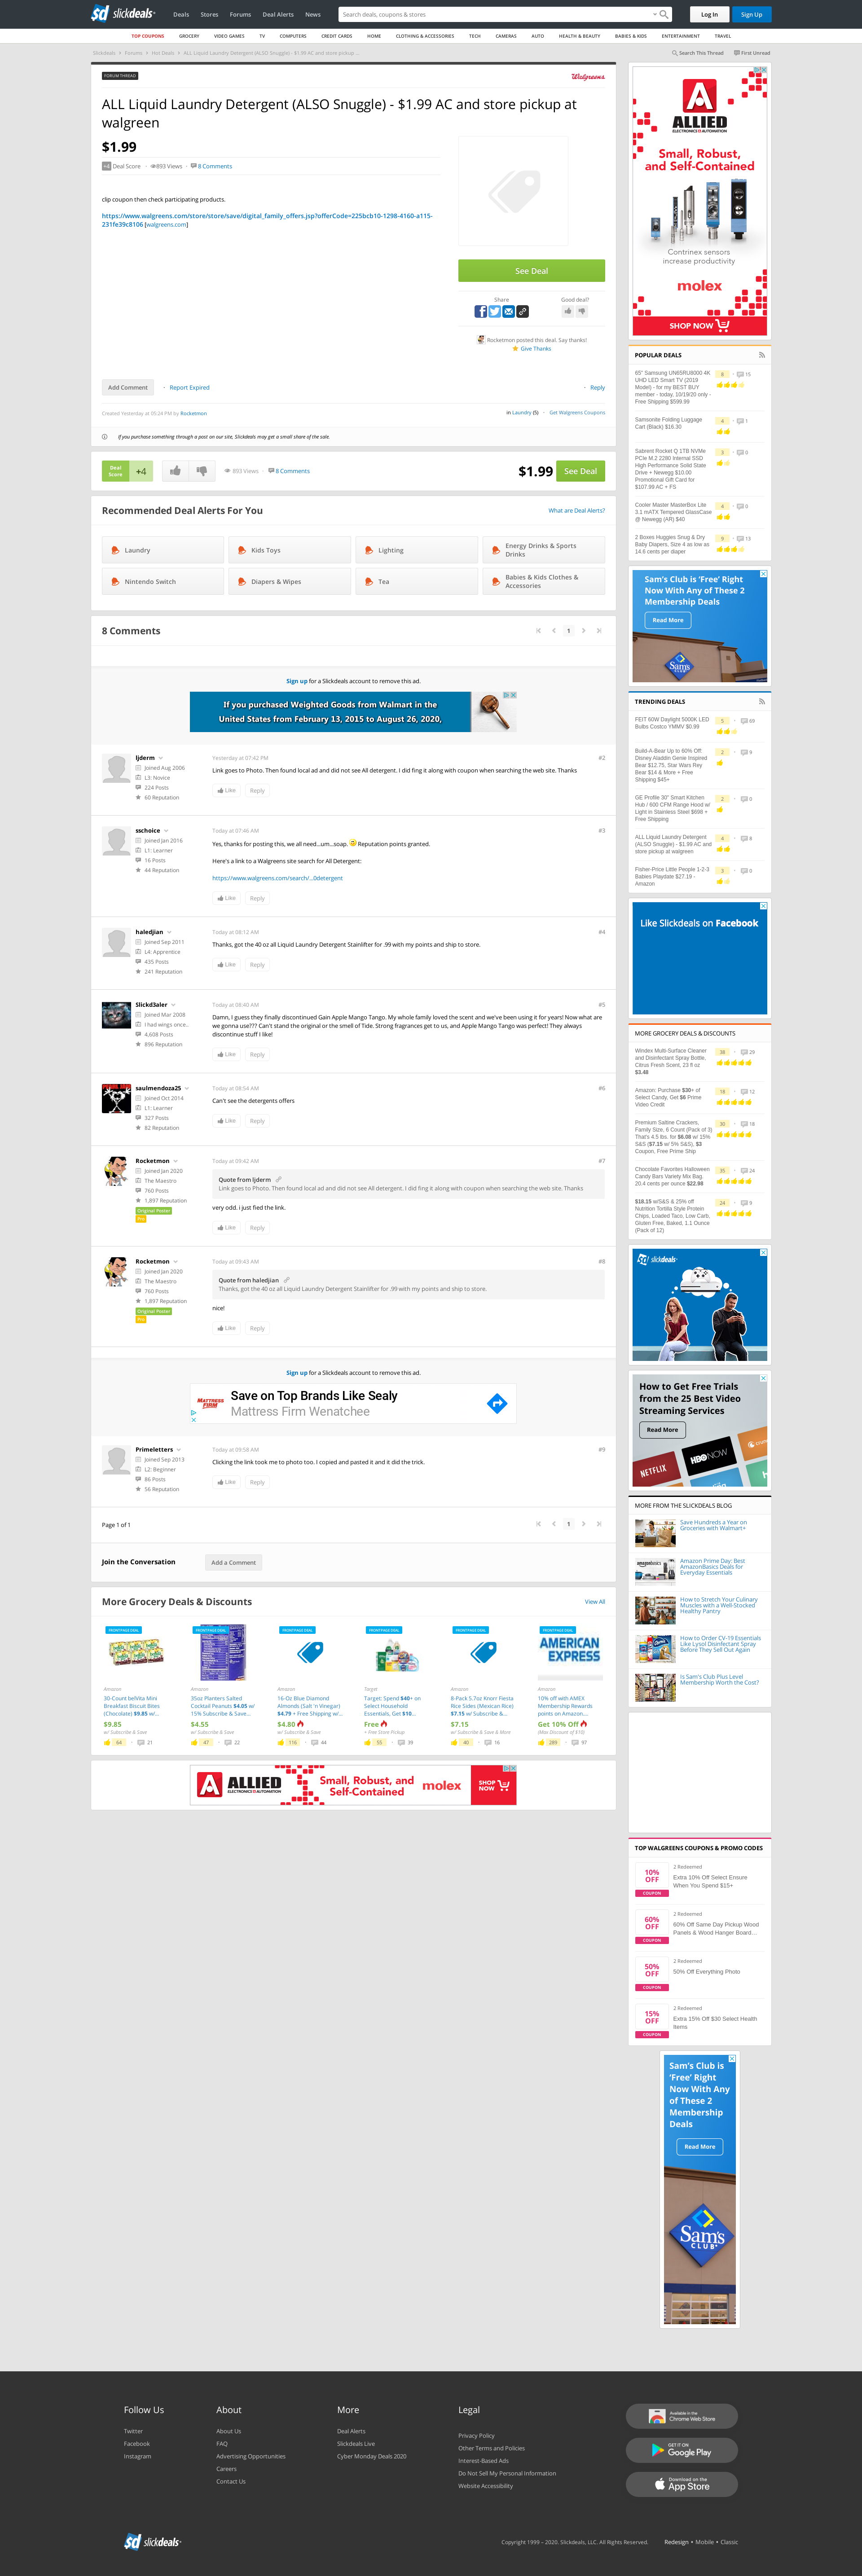 slickdeals
Deals
Stores
Forums
Deal Alerts
News
Search deals, coupons & stores
Log In
Sign Up
TOP COUPONS
GROCERY
VIDEO GAMES
TV
COMPUTERS
CREDIT CARDS
HOME
CLOTHING & ACCESSORIES
TECH
CAMERAS
AUTO
HEALTH & BEAUTY
BABIES & KIDS
ENTERTAINMENT
TRAVEL
Slickdeals
Forums
Hot Deals
ALL Liquid Laundry Detergent (ALSO Snuggle) - $1.99 AC and store pickup ...
Search This Thread
First Unread
FORUM THREAD
Walgreens
ALL Liquid Laundry Detergent (ALSO Snuggle) - $1.99 AC and store pickup at
walgreen
$1.99
+4 Deal Score
893 Views
8 Comments
clip coupon then check participating products.
https://www.walgreens.com/store/store/save/digital_family_offers.jsp?offerCode=225bcb10-1298-4160-a115-
231fe39c8106 [walgreens.com]
See Deal
Share
Good deal?
Rocketmon posted this deal. Say thanks!
Give Thanks
Add Comment
Report Expired
Reply
Created Yesterday at 05:24 PM by Rocketmon
in Laundry (5)
Get Walgreens Coupons
If you purchase something through a post on our site, Slickdeals may get a small share of the sale.
Deal
Score
+4
893 Views
8 Comments
$1.99
See Deal
Recommended Deal Alerts For You
What are Deal Alerts?
Laundry
Kids Toys
Lighting
Energy Drinks & Sports
Drinks
Nintendo Switch
Diapers & Wipes
Tea
Babies & Kids Clothes &
Accessories
8 Comments
1
Sign up for a Slickdeals account to remove this ad.
If you purchased Weighted Goods from Walmart in the
United States from February 13, 2015 to August 26, 2020,
ljderm
Joined Aug 2006
L3: Novice
224 Posts
60 Reputation
Yesterday at 07:42 PM
#2
Link goes to Photo. Then found local ad and did not see All detergent. I did fing it along with coupon when searching the web site. Thanks
Like
Reply
sschoice
Joined Jan 2016
L1: Learner
16 Posts
44 Reputation
Today at 07:46 AM
#3
Yes, thanks for posting this, we all need...um...soap. Reputation points granted.
Here's a link to a Walgreens site search for All Detergent:
https://www.walgreens.com/search/...0detergent
Like
Reply
haledjian
Joined Sep 2011
L4: Apprentice
435 Posts
241 Reputation
Today at 08:12 AM
#4
Thanks, got the 40 oz all Liquid Laundry Detergent Stainlifter for .99 with my points and ship to store.
Like
Reply
Slickd3aler
Joined Mar 2008
I had wings once..
4,608 Posts
896 Reputation
Today at 08:40 AM
#5
Damn, I guess they finally discontinued Gain Apple Mango Tango. My whole family loved the scent and we've been using it for years! Now what are
we gonna use??? Can't stand the original or the smell of Tide. Strong fragrances get to us, and Apple Mango Tango was perfect! They always
discontinue stuff I like!
Like
Reply
saulmendoza25
Joined Oct 2014
L1: Learner
327 Posts
82 Reputation
Today at 08:54 AM
#6
Can't see the detergents offers
Like
Reply
Rocketmon
Joined Jan 2020
The Maestro
760 Posts
1,897 Reputation
Original Poster
Pro
Today at 09:42 AM
#7
Quote from ljderm
Link goes to Photo. Then found local ad and did not see All detergent. I did fing it along with coupon when searching the web site. Thanks
very odd. i just fied the link.
Like
Reply
Rocketmon
Joined Jan 2020
The Maestro
760 Posts
1,897 Reputation
Original Poster
Pro
Today at 09:43 AM
#8
Quote from haledjian
Thanks, got the 40 oz all Liquid Laundry Detergent Stainlifter for .99 with my points and ship to store.
nice!
Like
Reply
Sign up for a Slickdeals account to remove this ad.
MATTRESS FIRM
Save on Top Brands Like Sealy
Mattress Firm Wenatchee
Primeletters
Joined Sep 2013
L2: Beginner
86 Posts
56 Reputation
Today at 09:58 AM
#9
Clicking the link took me to photo too. I copied and pasted it and it did the trick.
Like
Reply
Page 1 of 1
1
Join the Conversation
Add a Comment
More Grocery Deals & Discounts
View All
FRONTPAGE DEAL
Amazon
30-Count belVita Mini
Breakfast Biscuit Bites
(Chocolate) $9.85 w/...
$9.85
w/ Subscribe & Save
64
21
FRONTPAGE DEAL
Amazon
35oz Planters Salted
Cocktail Peanuts $4.05 w/
15% Subscribe & Save...
$4.55
w/ Subscribe & Save
47
22
FRONTPAGE DEAL
Amazon
16-Oz Blue Diamond
Almonds (Salt 'n Vinegar)
$4.79 + Free Shipping w/...
$4.80
w/ Subscribe & Save
116
44
FRONTPAGE DEAL
Target
Target: Spend $40+ on
Select Household
Essentials, Get $10...
Free
+ Free Store Pickup
55
39
FRONTPAGE DEAL
Amazon
8-Pack 5.7oz Knorr Fiesta
Rice Sides (Mexican Rice)
$7.15 w/ Subscribe &...
$7.15
w/ Subscribe & Save & More
40
16
FRONTPAGE DEAL
AMERICAN
EXPRESS
Amazon
10% off with AMEX
Membership Rewards
points on Amazon...
Get 10% Off
(Max Discount of $15)
289
97
ALLIED
Small, Robust, and
Self-Contained
molex
SHOP
NOW
ALLIED
ELECTRONICS & AUTOMATION
Small, Robust,
and Self-Contained
Contrinex sensors
increase productivity
molex
SHOP NOW
POPULAR DEALS
65" Samsung UN65RU8000 4K
UHD LED Smart TV (2019
Model) - for my BEST BUY
member - today, 10/19/20 only -
Free Shipping $599.99
8
15
Samsonite Folding Luggage
Cart (Black) $16.30
4
1
Sabrent Rocket Q 1TB NVMe
PCIe M.2 2280 Internal SSD
High Performance Solid State
Drive + Newegg $10.00
Promotional Gift Card for
$107.99 AC + FS
3
0
Cooler Master MasterBox Lite
3.1 mATX Tempered GlassCase
@ Newegg (AR) $40
4
0
2 Boxes Huggies Snug & Dry
Baby Diapers, Size 4 as low as
14.6 cents per diaper
9
13
Sam's Club is 'Free' Right
Now With Any of These 2
Membership Deals
Read More
Sam's
CLUB
TRENDING DEALS
FEIT 60W Daylight 5000K LED
Bulbs Costco YMMV $0.99
5
69
Build-A-Bear Up to 60% Off:
Disney Aladdin Genie Inspired
Bear $12.75, Star Wars Rey
Bear $14 & More + Free
Shipping $45+
2
9
GE Profile 30" Smart Kitchen
Hub / 600 CFM Range Hood w/
Light in Stainless Steel $698 +
Free Shipping
2
0
ALL Liquid Laundry Detergent
(ALSO Snuggle) - $1.99 AC and
store pickup at walgreen
4
8
Fisher-Price Little People 1-2-3
Babies Playdate $27.19 -
Amazon
3
0
Like Slickdeals on Facebook
MORE GROCERY DEALS & DISCOUNTS
Windex Multi-Surface Cleaner
and Disinfectant Spray Bottle,
Citrus Fresh Scent, 23 fl oz
$3.48
38
29
Amazon: Purchase $30+ of
Select Candy, Get $6 Prime
Video Credit
18
12
Premium Saltine Crackers,
Family Size, 6 Count (Pack of 3)
That's 4.5 lbs. for $6.08 w/ 15%
S&S ($7.15 w/ 5% S&S), $3
Coupon, Free Prime Ship
30
18
Chocolate Favorites Halloween
Candy Bars Variety Mix Bag,
20.4 cents per ounce $22.98
35
24
$18.15 w/S&S & 25% off
Nutrition Tortilla Style Protein
Chips, Loaded Taco, Low Carb,
Gluten Free, Baked, 1.1 Ounce
(Pack of 12)
24
9
slickdeals
How to Get Free Trials
from the 25 Best Video
Streaming Services
Read More
NETFLIX
HBO NOW
crunchyroll
MORE FROM THE SLICKDEALS BLOG
Save Hundreds a Year on
Groceries with Walmart+
amazonbasics
Amazon Prime Day: Best
AmazonBasics Deals for
Everyday Essentials
How to Stretch Your Culinary
Muscles with a Well-Stocked
Healthy Pantry
How to Order CV-19 Essentials
Like Lysol Disinfectant Spray
Before They Sell Out Again
Is Sam's Club Plus Level
Membership Worth the Cost?
TOP WALGREENS COUPONS & PROMO CODES
10%
OFF
COUPON
2 Redeemed
Extra 10% Off Select Ensure
When You Spend $15+
60%
OFF
COUPON
2 Redeemed
60% Off Same Day Pickup Wood
Panels & Wood Hanger Board...
50%
OFF
COUPON
2 Redeemed
50% Off Everything Photo
15%
OFF
COUPON
2 Redeemed
Extra 15% Off $30 Select Health
Items
Sam's Club is
'Free' Right
Now With Any
of These 2
Membership
Deals
Read More
Sam's
CLUB
Follow Us
Twitter
Facebook
Instagram
About
About Us
FAQ
Advertising Opportunities
Careers
Contact Us
More
Deal Alerts
Slickdeals Live
Cyber Monday Deals 2020
Legal
Privacy Policy
Other Terms and Policies
Interest-Based Ads
Do Not Sell My Personal Information
Website Accessibility
Available in the
Chrome Web Store
GET IT ON
Google Play
Download on the
App Store
slickdeals
Copyright 1999 - 2020. Slickdeals, LLC. All Rights Reserved.
Redesign • Mobile • Classic